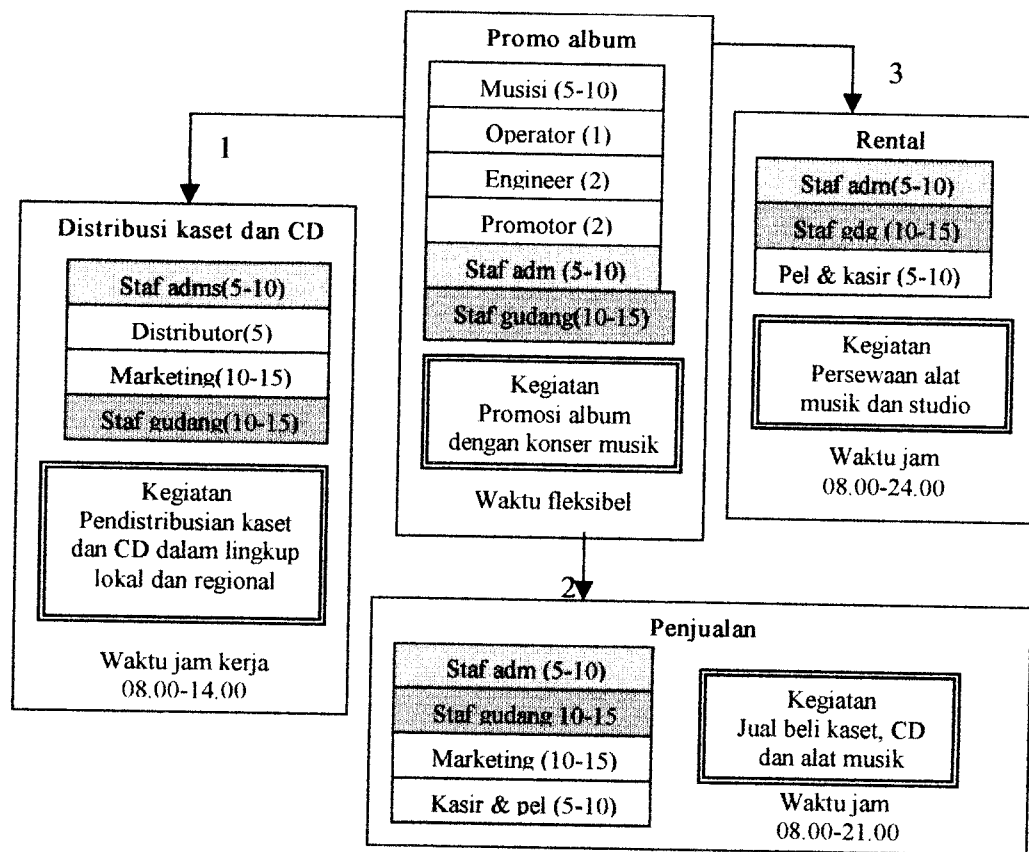 Promo album
Musisi (5-10)
Operator (1)
Engineer (2)
Promotor (2)
Staf adm (5-10)
Staf gudang(10-15)
Kegiatan
Promosi album
dengan konser musik
Waktu fleksibel
1
Distribusi kaset dan CD
Staf adms(5-10)
Distributor(5)
Marketing(10-15)
Staf gudang(10-15)
Kegiatan
Pendistribusian kaset
dan CD dalam lingkup
lokal dan regional
Waktu jam kerja
08.00-14.00
3
Rental
Staf adm(5-10)
Staf gdg (10-15)
Pel & kasir (5-10)
Kegiatan
Persewaan alat
musik dan studio
Waktu jam
08.00-24.00
2
Penjualan
Staf adm (5-10)
Staf gudang 10-15
Marketing (10-15)
Kasir & pel (5-10)
Kegiatan
Jual beli kaset, CD
dan alat musik
Waktu jam
08.00-21.00